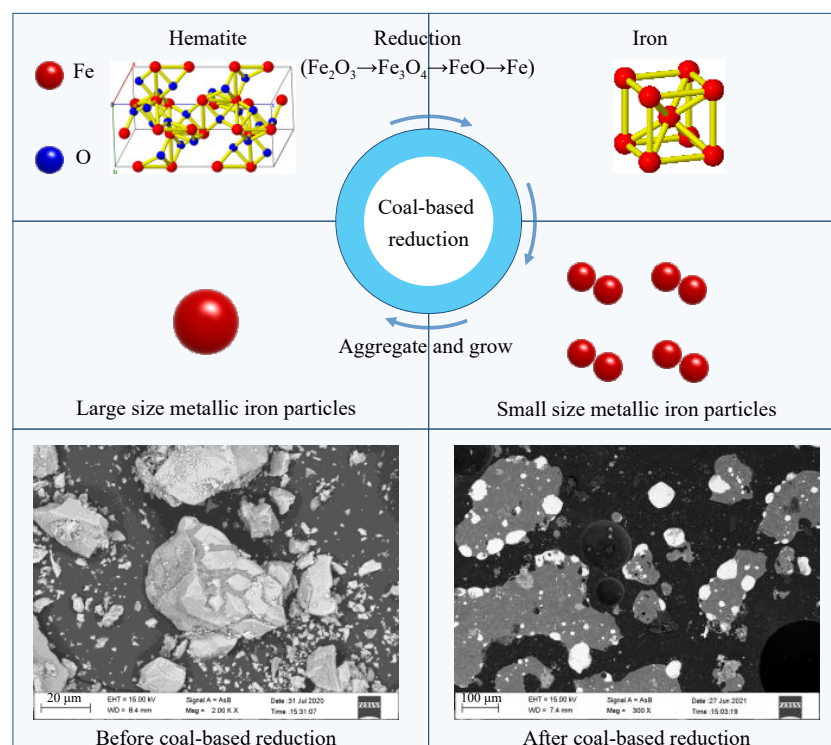 Hematite
Reduction
Iron
Fe
(Fe₂O₃→Fe₃O₄→FeO→Fe)
O
Coal-based
reduction
Aggregate and grow
Large size metallic iron particles
Small size metallic iron particles
20 μm
EHT = 15.00 kV
Signal A = AsB
Date :31 Jul 2020
ZEISS
WD = 8.4 mm
Mag = 2.00 K X
Time :15:31:07
100 μm
EHT = 15.00 kV
Signal A = AsB
Date :27 Jun 2021
ZEISS
WD = 7.4 mm
Mag = 300 X
Time :15:03:19
Before coal-based reduction
After coal-based reduction